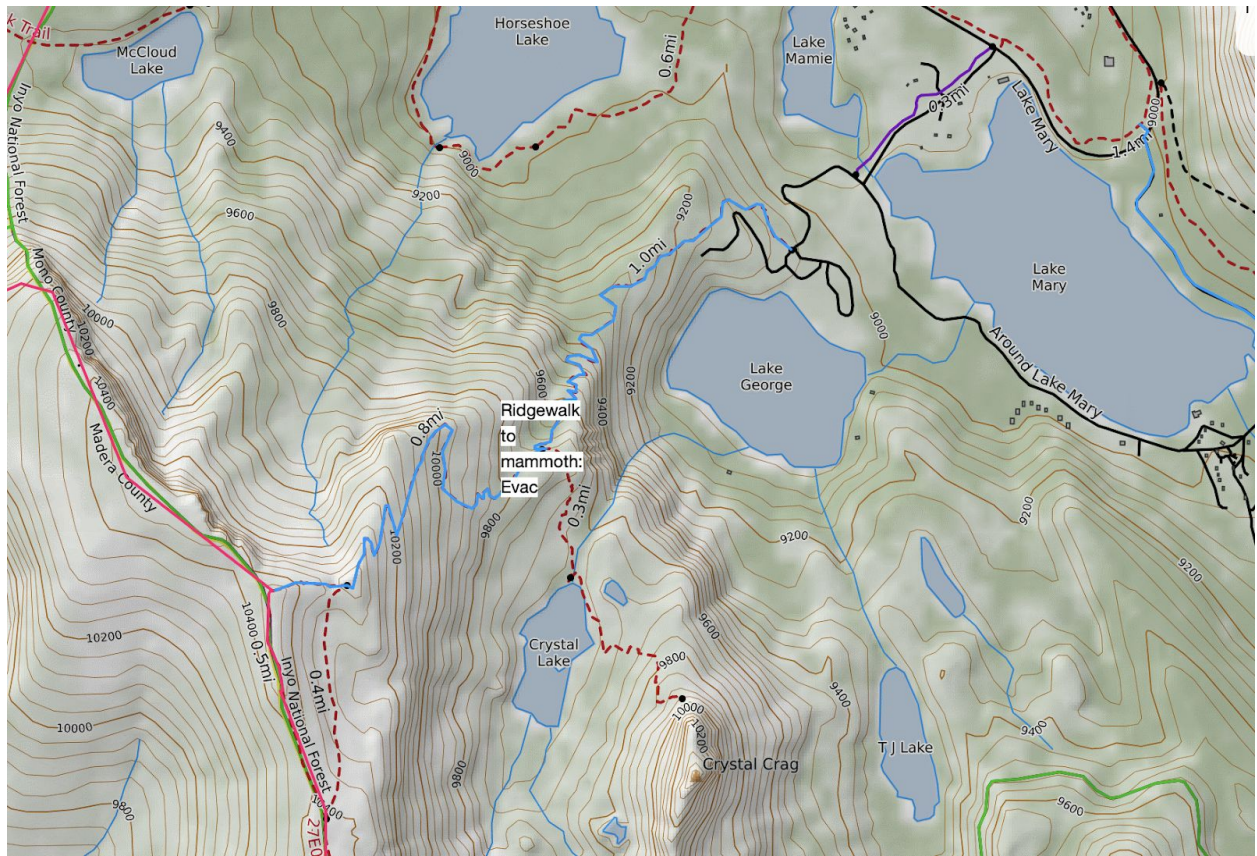 k Trail
McCloud
Lake
Horseshoe
Lake
0.6mi
Lake
Mamie
0.3mi
Lake Mary
9000
1.4mi
Inyo National Forest
9400
9000
9200
9600
9200
1.0mi
Lake
Mary
Mono County
10000
10200
9800
9000
10400
9600
9400
9200
Lake
George
Around Lake Mary
Madera County
0.8mi
10000
Ridgewalk
to
mammoth:
Evac
0.3mi
10200
9800
9200
9200
9200
10400
0.5mi
10200
0.4mi
Inyo National Forest
Crystal
Lake
9600
9800
9400
10000
10000
10200
T J Lake
9400
Crystal Crag
9800
9800
10400
9600
27E0